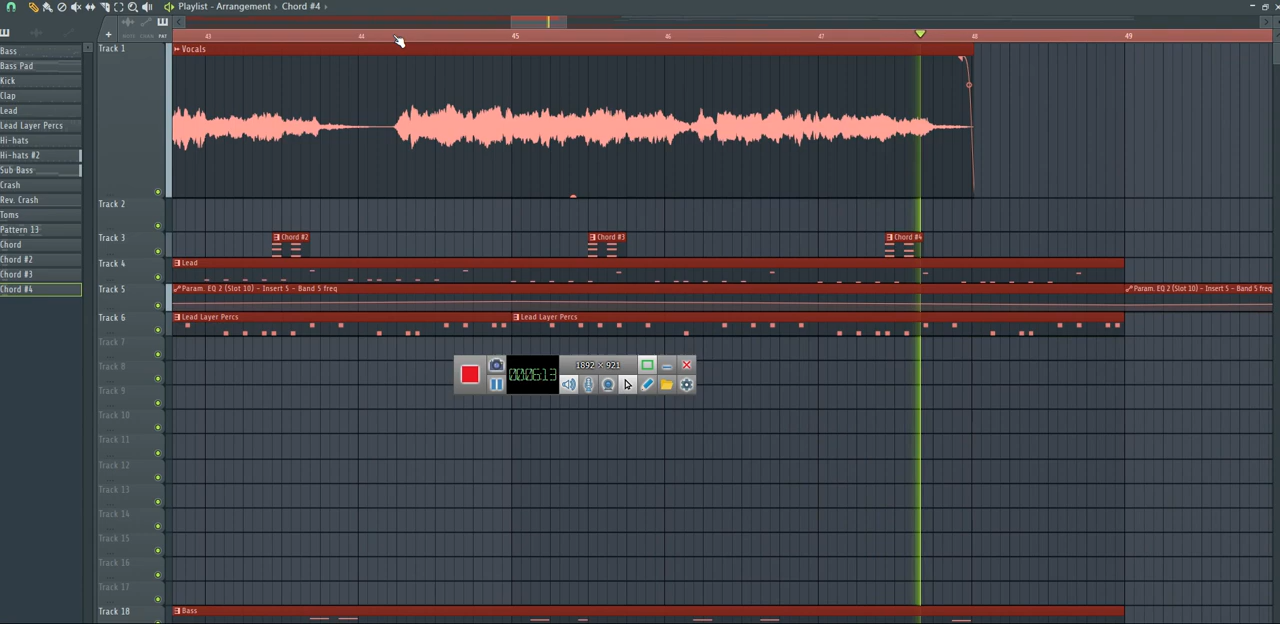 Playlist - Arrangement › Chord #4 ›
NOTE CHAN PAT
43 44 45 46 47 48 49
Bass
Bass Pad
Kick
Clap
Lead
Lead Layer Percs
Hi-hats
Hi-hats #2
Sub Bass
Crash
Rev. Crash
Toms
Pattern 13
Chord
Chord #2
Chord #3
Chord #4
Track 1
Vocals
Track 2
Track 3
Chord #2
Chord #3
Chord #4
Track 4
Lead
Track 5
Param. EQ 2 (Slot 10) - Insert 5 - Band 5 freq
Param. EQ 2 (Slot 10) - Insert 5 - Band 5 freq
Track 6
Lead Layer Percs
Lead Layer Percs
Track 7
Track 8
1892 × 921
000613
Track 9
Track 10
Track 11
Track 12
Track 13
Track 14
Track 15
Track 16
Track 17
Track 18
Bass